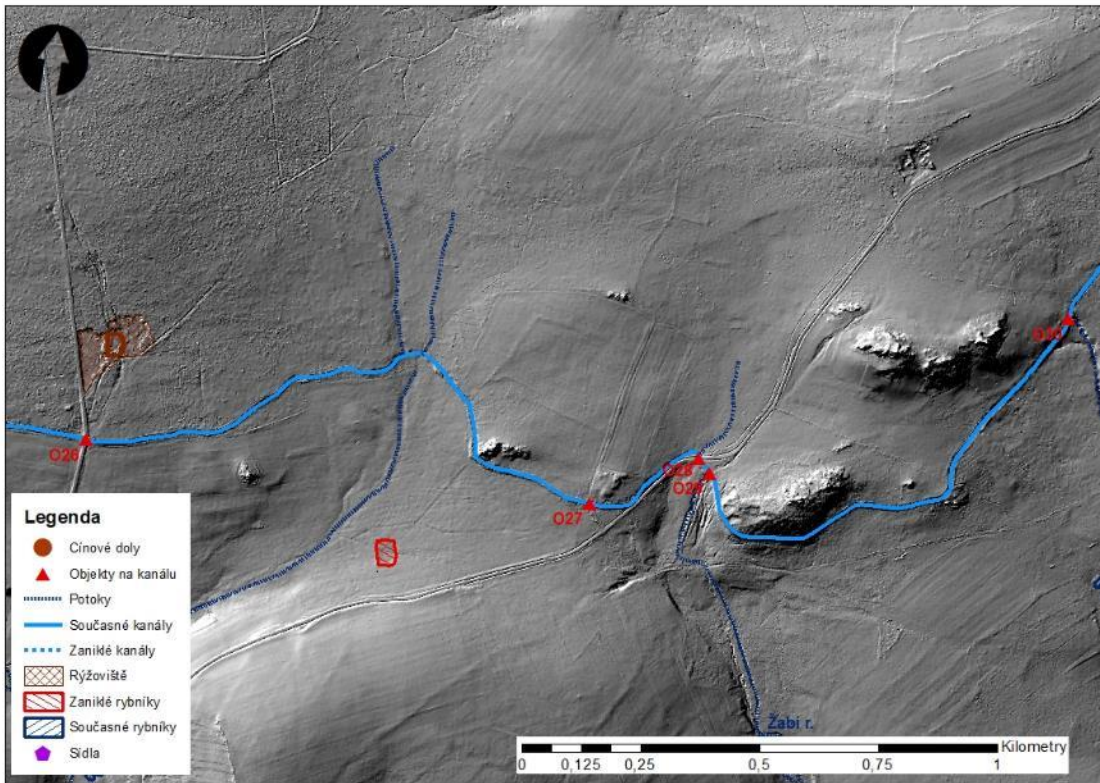 D
O26
O27
O28
O29
O30
Žabí r.
Legenda
Cínové doly
Objekty na kanálu
Potoky
Současné kanály
Zaniklé kanály
Rýžoviště
Zaniklé rybníky
Současné rybníky
Sídla
Kilometry
0 0,125 0,25 0,5 0,75 1